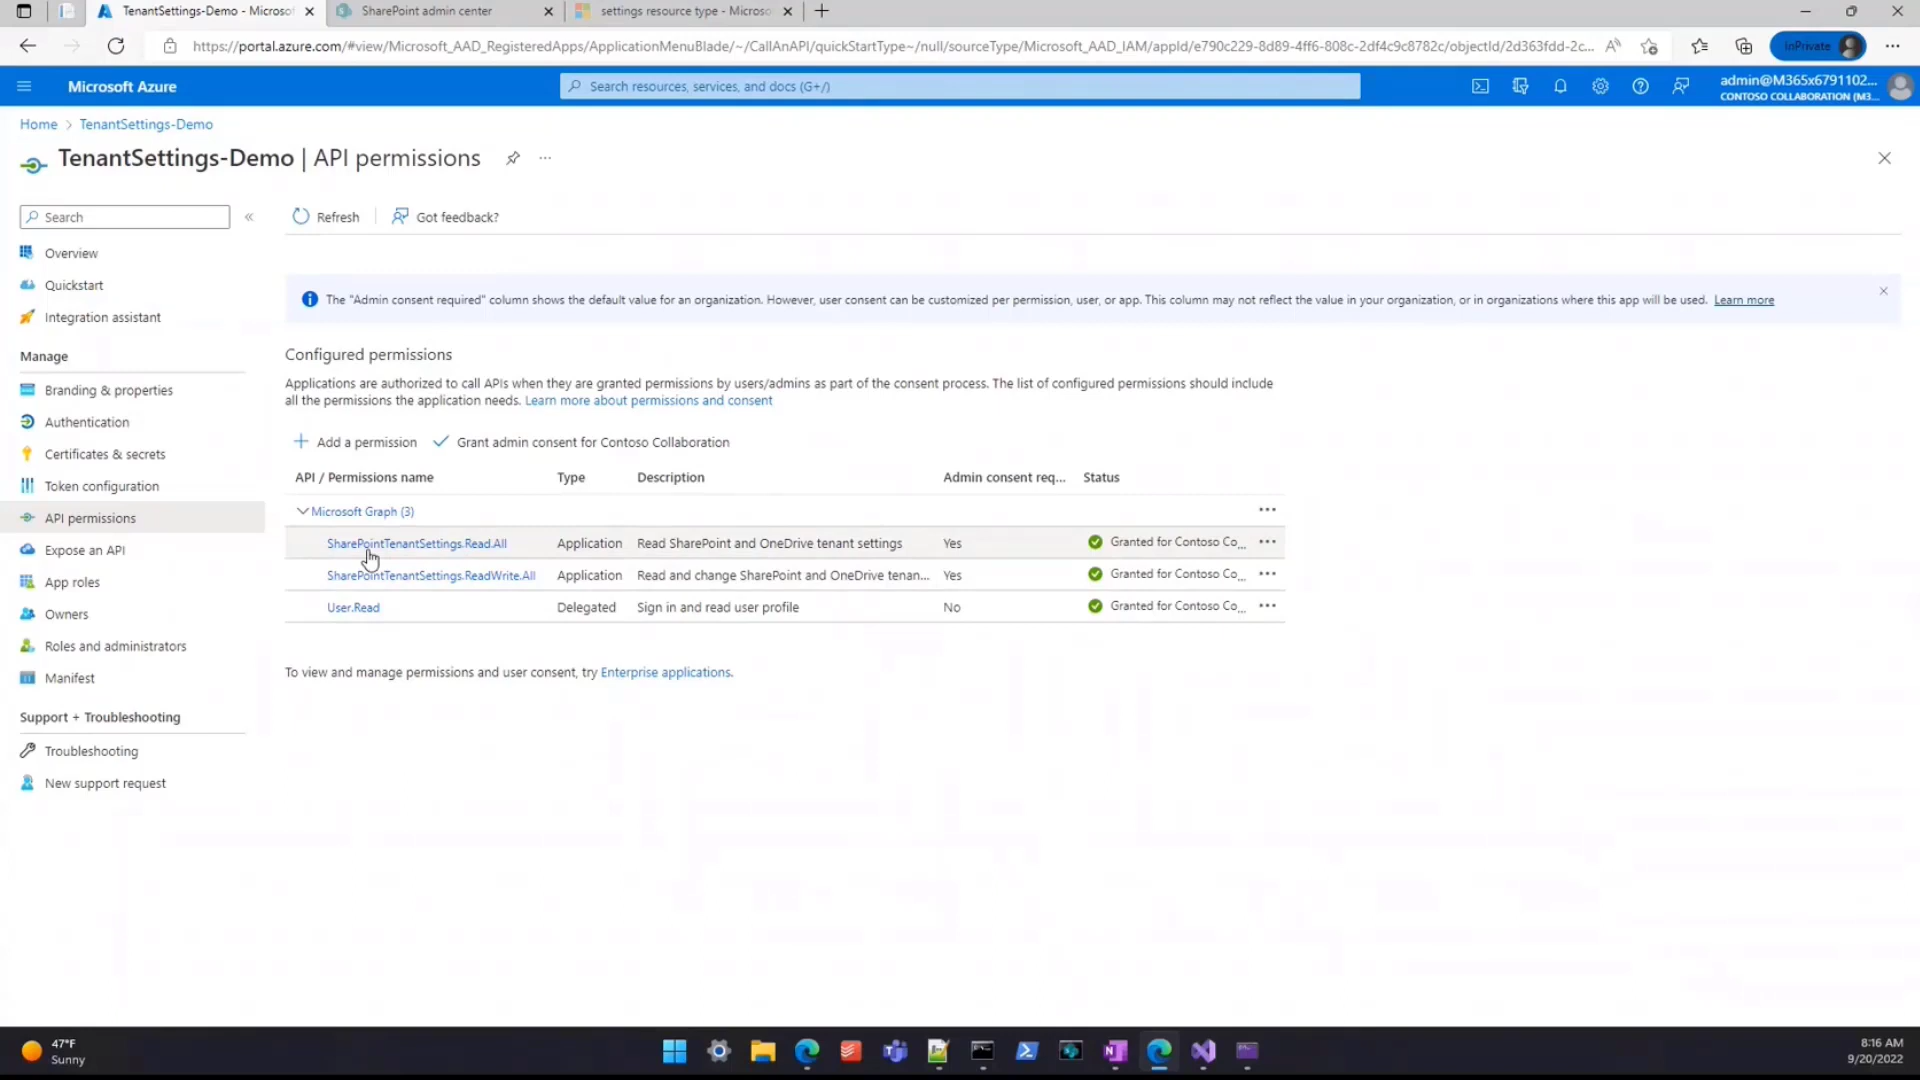 TenantSettings-Demo - Microsof
SharePoint admin center
settings resource type - Microso
https://portal.azure.com/#view/Microsoft_AAD_RegisteredApps/ApplicationMenuBlade/~/CallAnAPI/quickStartType~/null/sourceType/Microsoft_AAD_IAM/appId/e790c229-8d89-4ff6-808c-2df4c9c8782c/objectId/2d363fdd-2c...
InPrivate
Microsoft Azure
Search resources, services, and docs (G+/)
admin@M365x6791102...
CONTOSO COLLABORATION (M3...
Home > TenantSettings-Demo
TenantSettings-Demo | API permissions
Search
Refresh
Got feedback?
Overview
Quickstart
Integration assistant
Manage
Branding & properties
Authentication
Certificates & secrets
Token configuration
API permissions
Expose an API
App roles
Owners
Roles and administrators
Manifest
Support + Troubleshooting
Troubleshooting
New support request
The "Admin consent required" column shows the default value for an organization. However, user consent can be customized per permission, user, or app. This column may not reflect the value in your organization, or in organizations where this app will be used. Learn more
Configured permissions
Applications are authorized to call APIs when they are granted permissions by users/admins as part of the consent process. The list of configured permissions should include
all the permissions the application needs. Learn more about permissions and consent
Add a permission
Grant admin consent for Contoso Collaboration
API / Permissions name Type Description Admin consent req... Status
Microsoft Graph (3)
SharePointTenantSettings.Read.All Application Read SharePoint and OneDrive tenant settings Yes Granted for Contoso Co...
SharePointTenantSettings.ReadWrite.All Application Read and change SharePoint and OneDrive tenan... Yes Granted for Contoso Co...
User.Read Delegated Sign in and read user profile No Granted for Contoso Co...
To view and manage permissions and user consent, try Enterprise applications.
47°F
Sunny
8:16 AM
9/20/2022